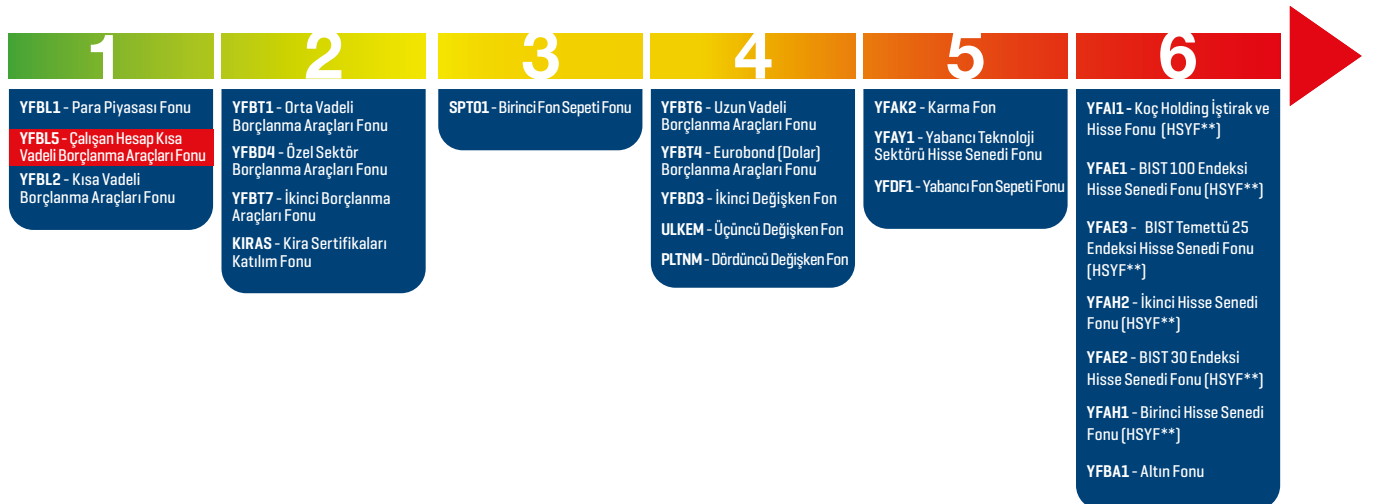 1
YFBL1 - Para Piyasası Fonu
YFBL5 - Çalışan Hesap Kısa
Vadeli Borçlanma Araçları Fonu
YFBL2 - Kısa Vadeli
Borçlanma Araçları Fonu
2
YFBT1 - Orta Vadeli
Borçlanma Araçları Fonu
YFBD4 - Özel Sektör
Borçlanma Araçları Fonu
YFBT7 - İkinci Borçlanma
Araçları Fonu
KIRAS - Kira Sertifikaları
Katılım Fonu
3
SPT01 - Birinci Fon Sepeti Fonu
4
YFBT6 - Uzun Vadeli
Borçlanma Araçları Fonu
YFBT4 - Eurobond (Dolar)
Borçlanma Araçları Fonu
YFBD3 - İkinci Değişken Fon
ULKEM - Üçüncü Değişken Fon
PLTNM - Dördüncü Değişken Fon
5
YFAK2 - Karma Fon
YFAY1 - Yabancı Teknoloji
Sektörü Hisse Senedi Fonu
YFDF1 - Yabancı Fon Sepeti Fonu
6
YFAI1 - Koç Holding İştirak ve
Hisse Fonu (HSYF**)
YFAE1 - BIST 100 Endeksi
Hisse Senedi Fonu (HSYF**)
YFAE3 - BIST Temettü 25
Endeksi Hisse Senedi Fonu
(HSYF**)
YFAH2 - İkinci Hisse Senedi
Fonu (HSYF**)
YFAE2 - BIST 30 Endeksi
Hisse Senedi Fonu (HSYF**)
YFAH1 - Birinci Hisse Senedi
Fonu (HSYF**)
YFBA1 - Altın Fonu